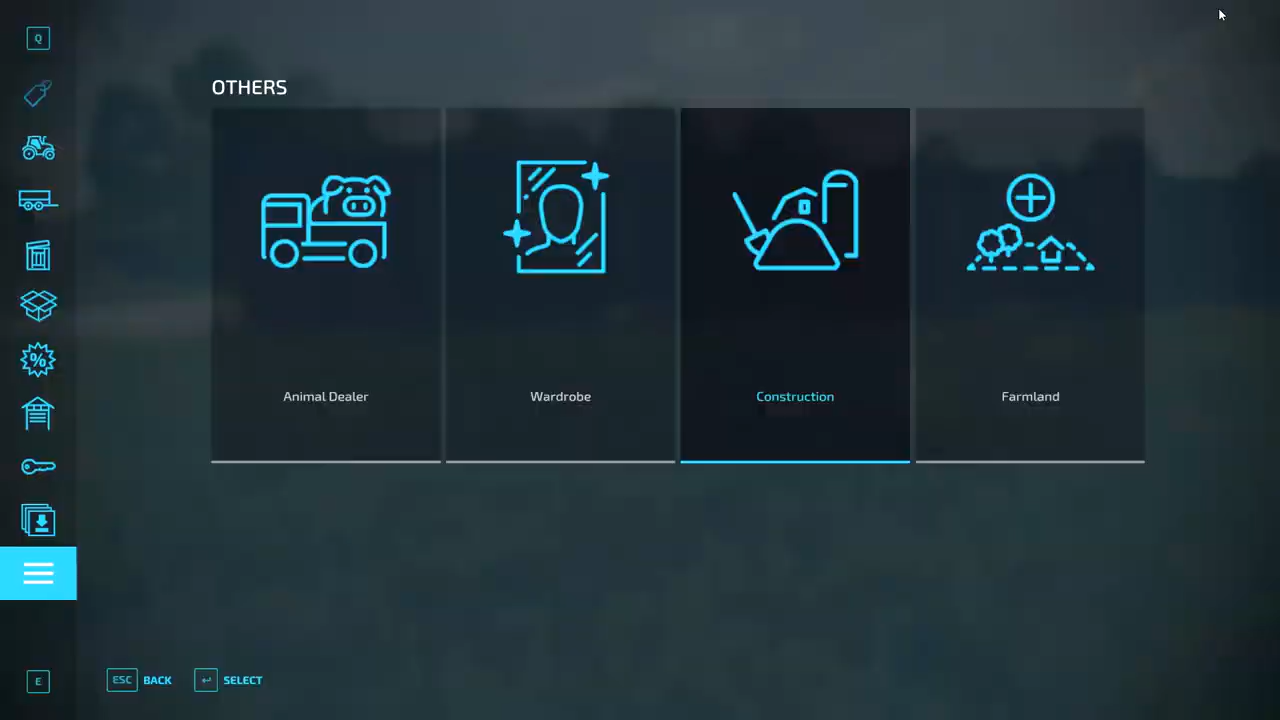 Q
OTHERS
%
Animal Dealer
Wardrobe
Construction
Farmland
E
ESC BACK
SELECT